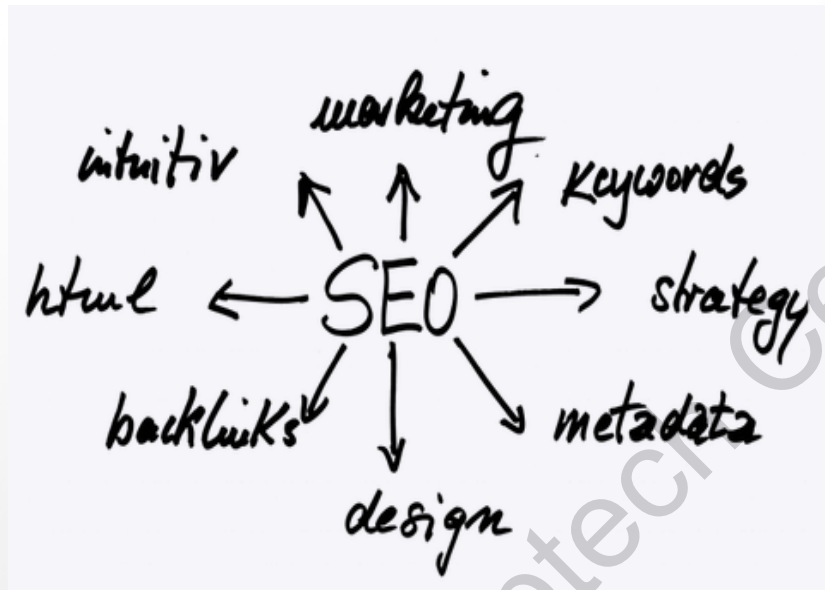 marketing
intuitiv
keywords
html
SEO
strategy
backlinks
metadata
design